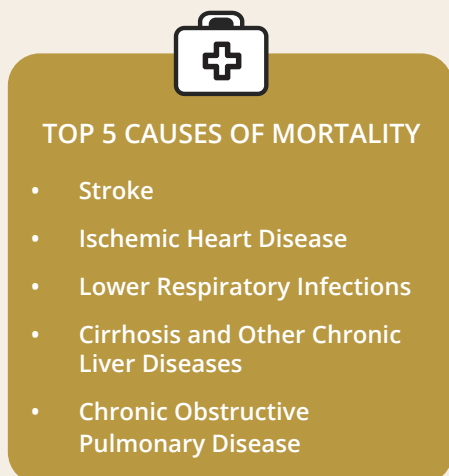 TOP 5 CAUSES OF MORTALITY
• Stroke
• Ischemic Heart Disease
• Lower Respiratory Infections
• Cirrhosis and Other Chronic
Liver Diseases
• Chronic Obstructive
Pulmonary Disease